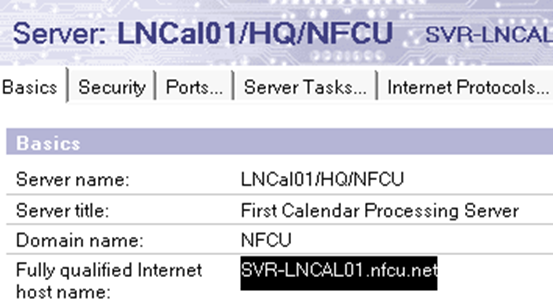 Server: LNCal01/HQ/NFCU SVR-LNCAL
Basics Security Ports... Server Tasks... Internet Protocols...
Basics
Server name: LNCal01/HQ/NFCU
Server title: First Calendar Processing Server
Domain name: NFCU
Fully qualified Internet SVR-LNCAL01.nfcu.net
host name: